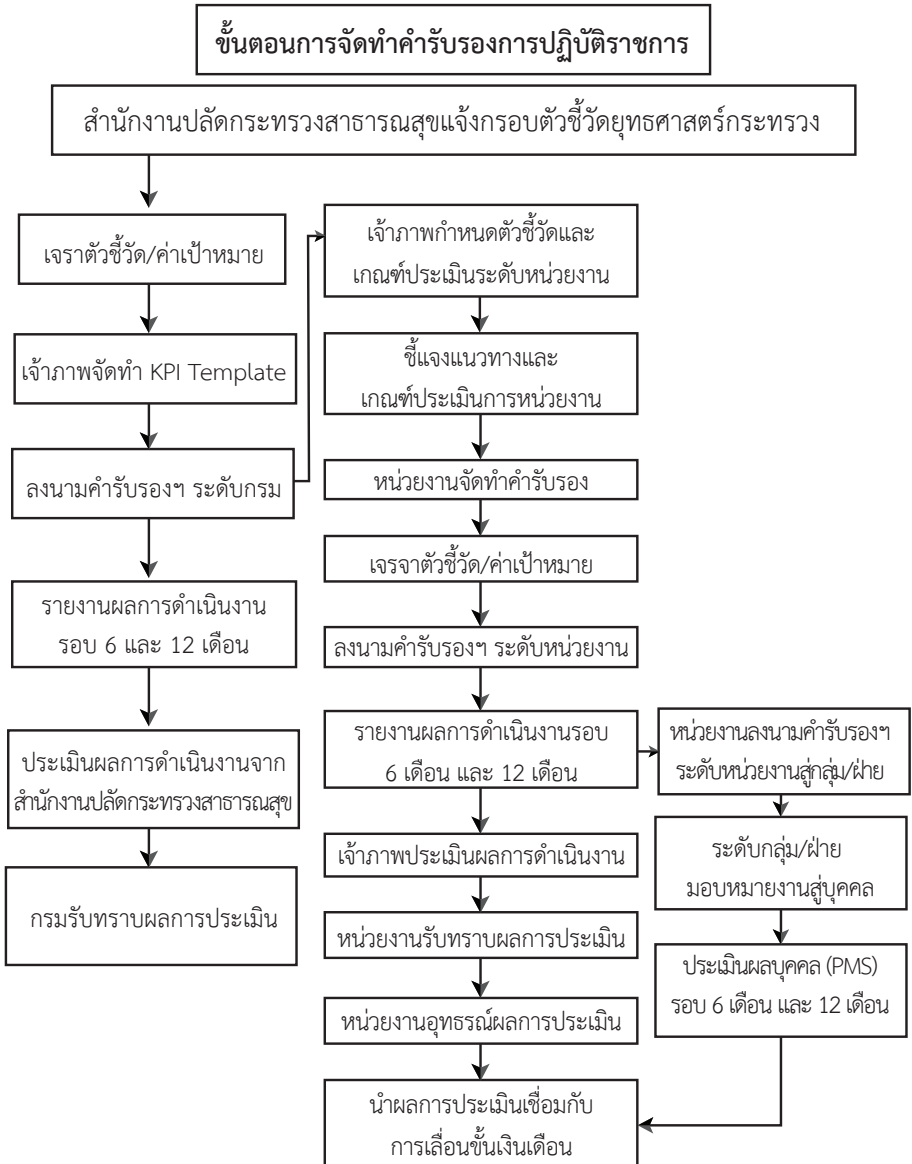 ขั้นตอนการจัดทำคำรับรองการปฏิบัติราชการ
สำนักงานปลัดกระทรวงสาธารณสุขแจ้งกรอบตัวชี้วัดยุทธศาสตร์กระทรวง
เจราตัวชี้วัด/ค่าเป้าหมาย
เจ้าภาพจัดทำ KPI Template
ลงนามคำรับรองฯ ระดับกรม
รายงานผลการดำเนินงาน
รอบ 6 และ 12 เดือน
ประเมินผลการดำเนินงานจาก
สำนักงานปลัดกระทรวงสาธารณสุข
กรมรับทราบผลการประเมิน
เจ้าภาพกำหนดตัวชี้วัดและ
เกณฑ์ประเมินระดับหน่วยงาน
ชี้แจงแนวทางและ
เกณฑ์ประเมินการหน่วยงาน
หน่วยงานจัดทำคำรับรอง
เจรจาตัวชี้วัด/ค่าเป้าหมาย
ลงนามคำรับรองฯ ระดับหน่วยงาน
รายงานผลการดำเนินงานรอบ
6 เดือน และ 12 เดือน
เจ้าภาพประเมินผลการดำเนินงาน
หน่วยงานรับทราบผลการประเมิน
หน่วยงานอุทธรณ์ผลการประเมิน
นำผลการประเมินเชื่อมกับ
การเลื่อนขั้นเงินเดือน
หน่วยงานลงนามคำรับรองฯ
ระดับหน่วยงานสู่กลุ่ม/ฝ่าย
ระดับกลุ่ม/ฝ่าย
มอบหมายงานสู่บุคคล
ประเมินผลบุคคล (PMS)
รอบ 6 เดือน และ 12 เดือน